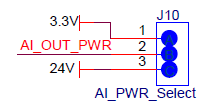 J10
3.3V
1
AI_OUT_PWR
2
24V
3
AI_PWR_Select